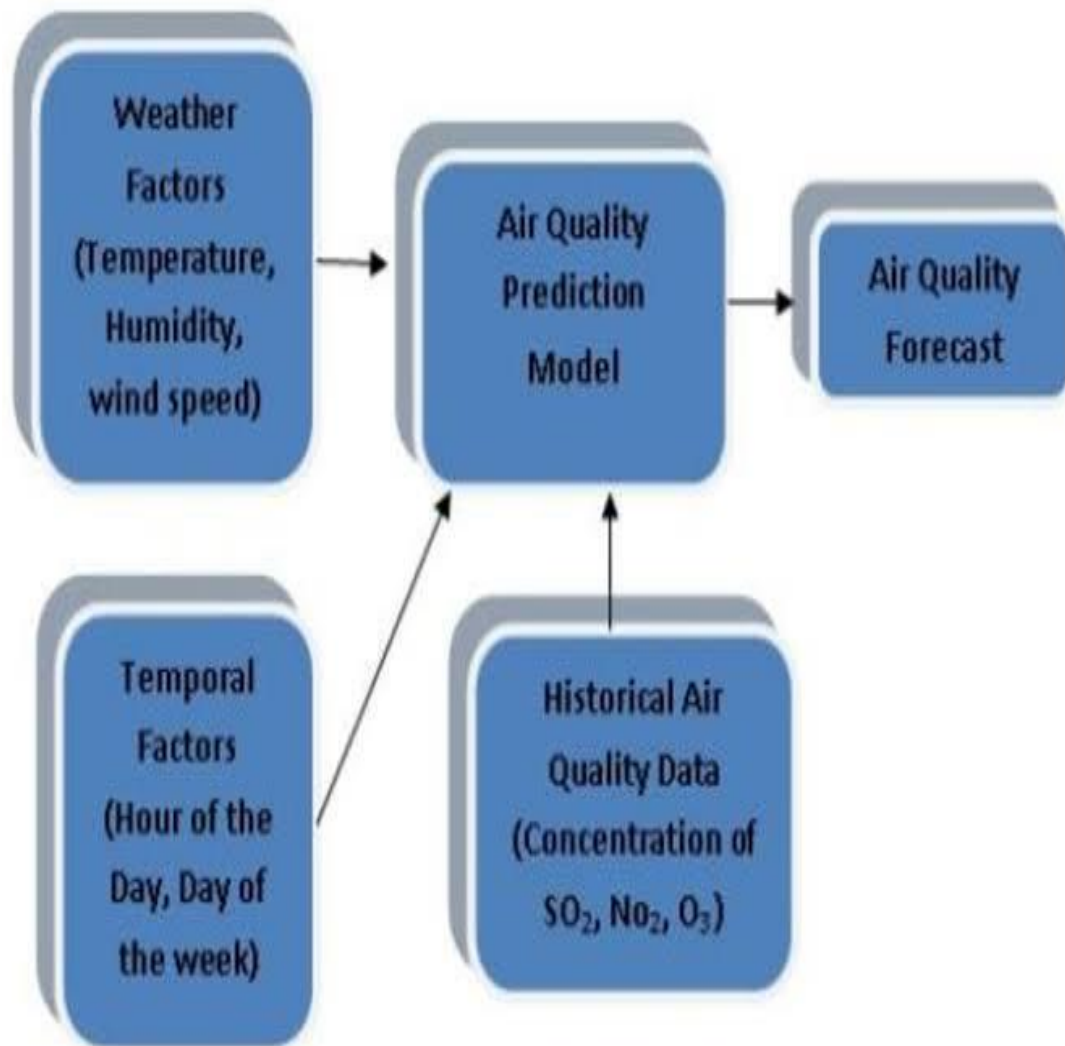 Weather
Factors
(Temperature,
Humidity,
wind speed)
Air Quality
Prediction
Model
Air Quality
Forecast
Temporal
Factors
(Hour of the
Day, Day of
the week)
Historical Air
Quality Data
(Concentration of
SO₂, No₂, O₃)